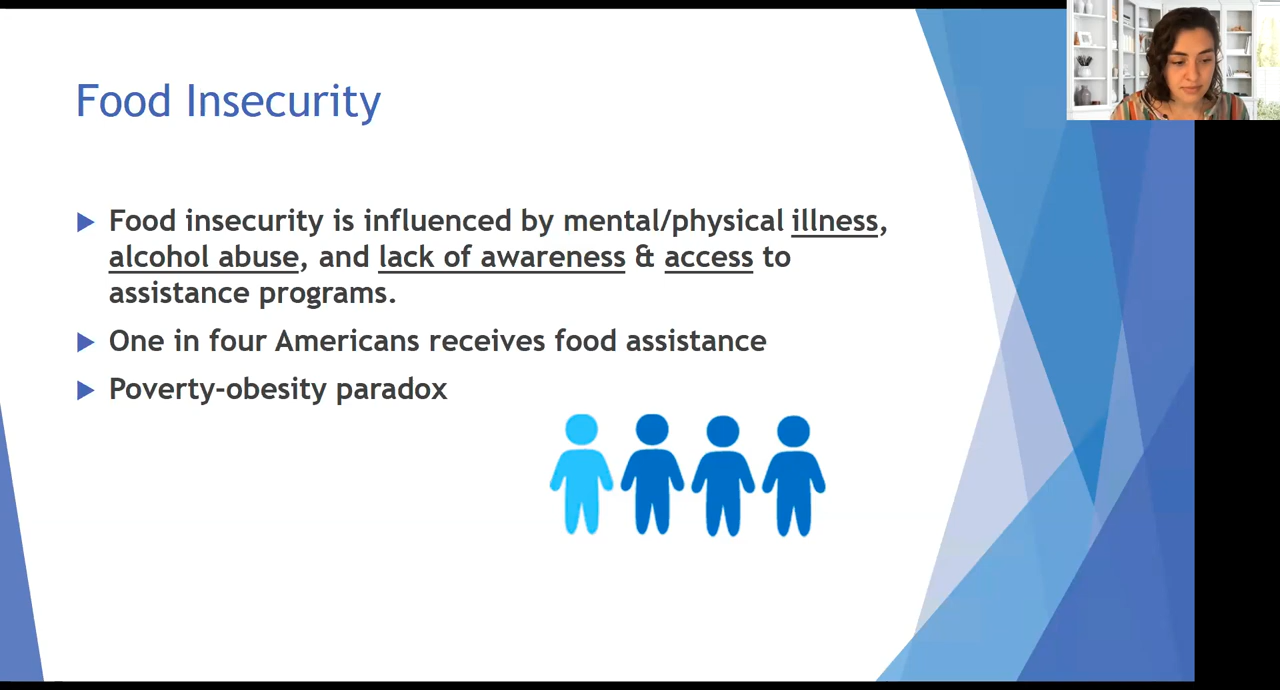 Food Insecurity
Food insecurity is influenced by mental/physical illness,
alcohol abuse, and lack of awareness & access to
assistance programs.
One in four Americans receives food assistance
Poverty-obesity paradox